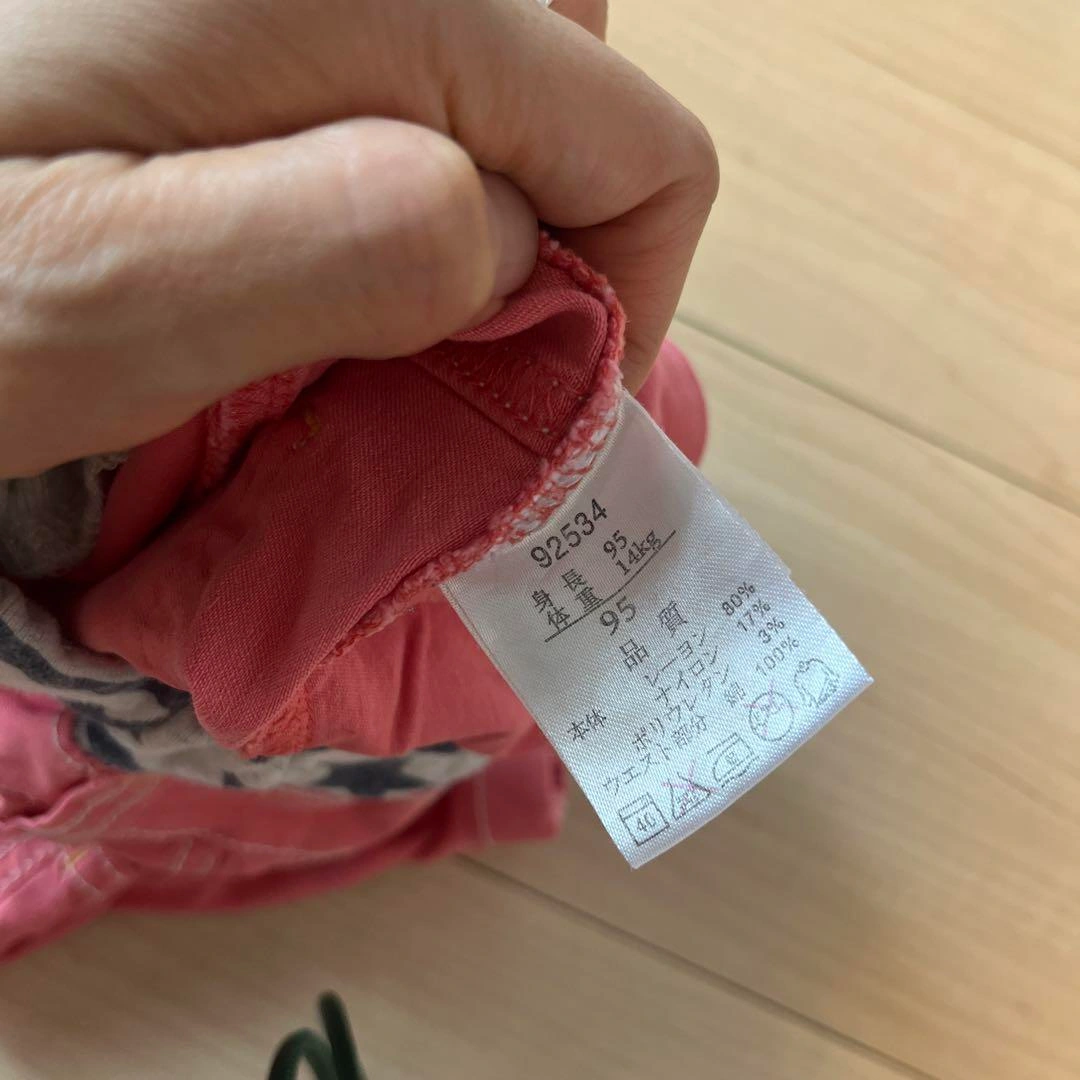 92534
身長 95
体重 14kg
95
品質
本体 レーヨン 80%
ナイロン 17%
ポリウレタン 3%
ウエスト部分 綿 100%
40